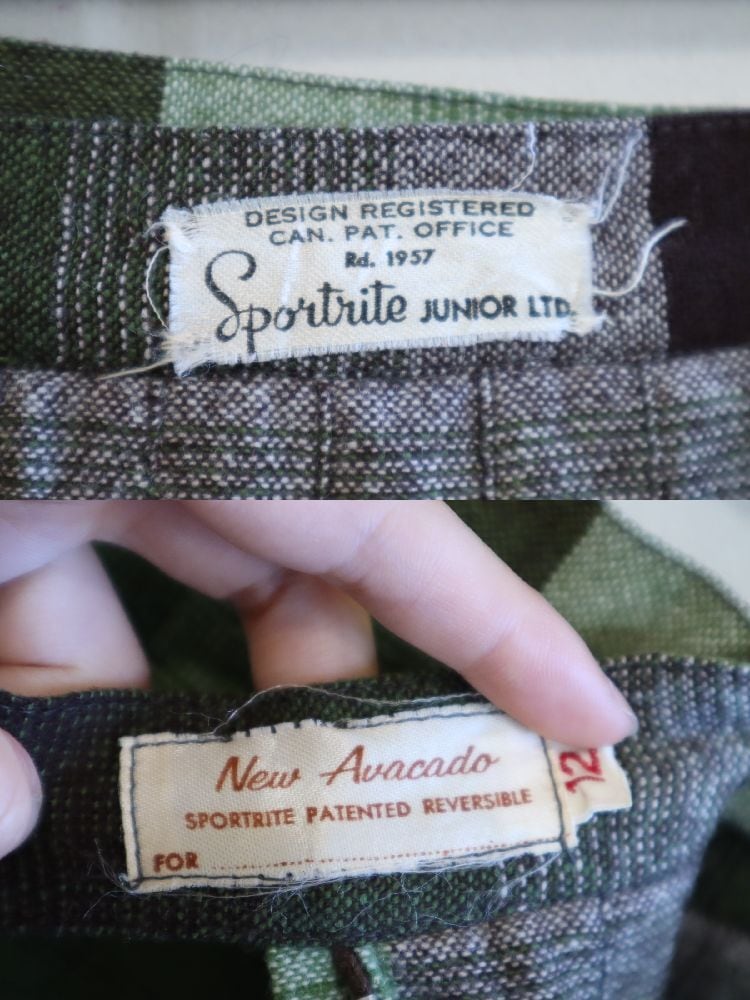 DESIGN REGISTERED
CAN. PAT. OFFICE
Rd. 1957
Sportrite JUNIOR LTD.
New Avacado
SPORTRITE PATENTED REVERSIBLE
FOR
12